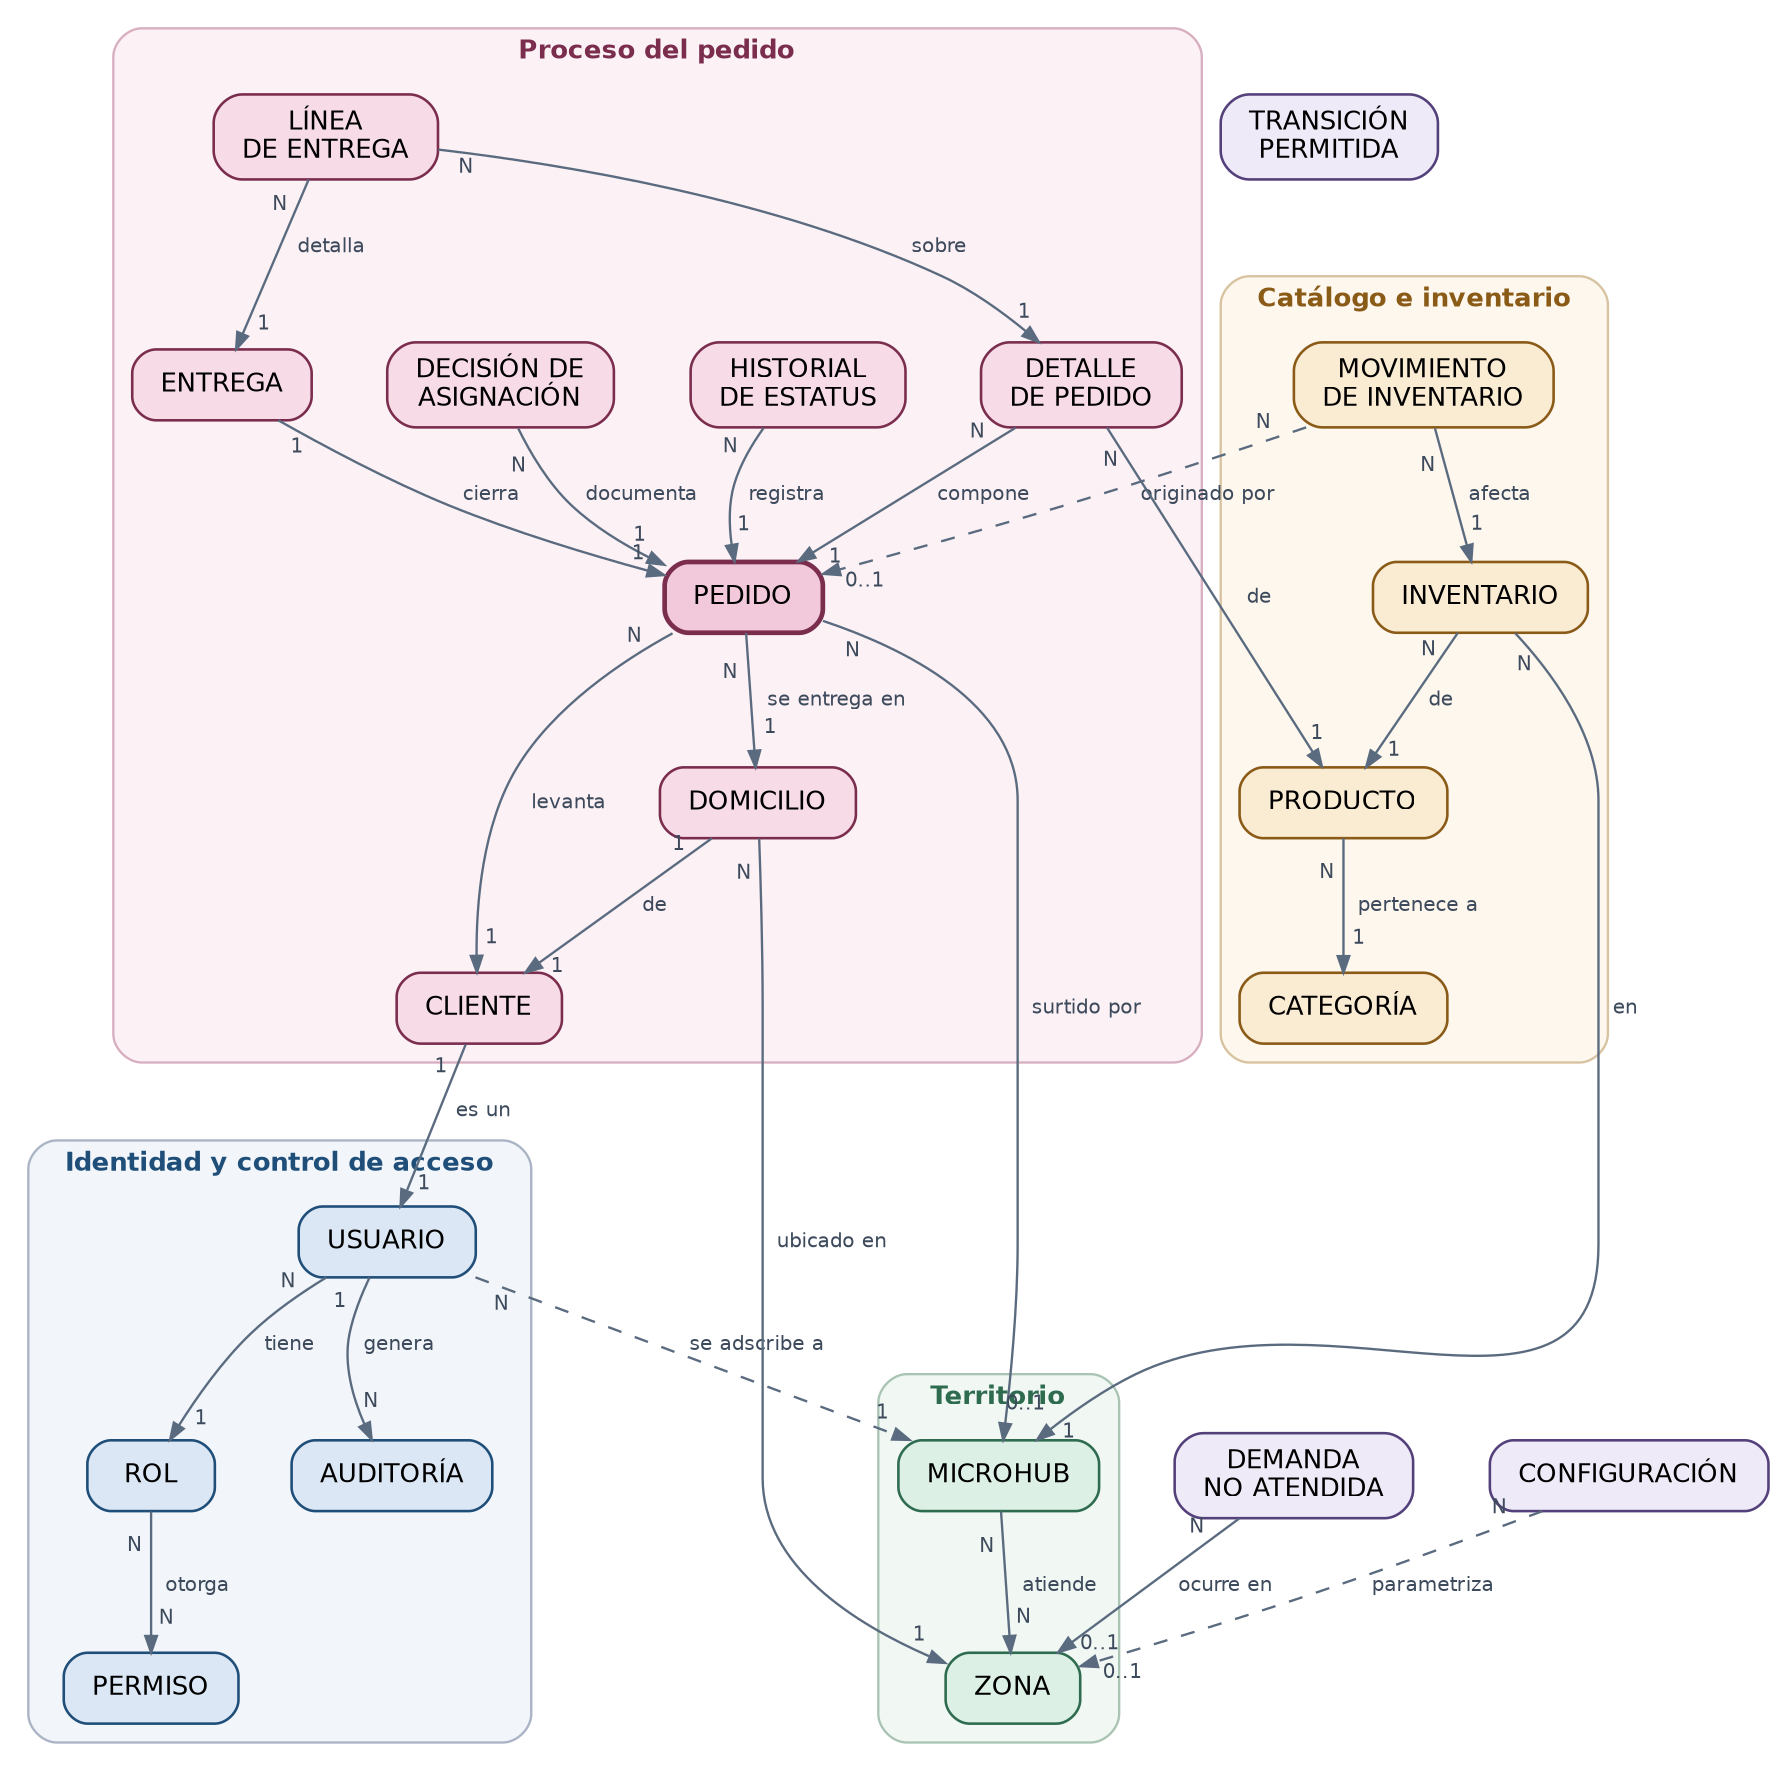 Proceso del pedido
LÍNEA
DE ENTREGA
TRANSICIÓN
PERMITIDA
N
N
detalla
sobre
1
1
Catálogo e inventario
ENTREGA
DECISIÓN DE
ASIGNACIÓN
HISTORIAL
DE ESTATUS
DETALLE
DE PEDIDO
MOVIMIENTO
DE INVENTARIO
1
N
N
N
N
N
N
cierra
documenta
registra
compone
originado por
afecta
1
1
1
1
0..1
1
PEDIDO
de
INVENTARIO
N
N
N
N
N
se entrega en
de
1
1
1
levanta
DOMICILIO
PRODUCTO
1
N
N
de
pertenece a
1
1
1
CLIENTE
surtido por
CATEGORÍA
en
1
es un
Identidad y control de acceso
1
USUARIO
ubicado en
N
1
N
tiene
genera
se adscribe a
1
N
1
Territorio
0..1
1
ROL
AUDITORÍA
MICROHUB
DEMANDA
NO ATENDIDA
CONFIGURACIÓN
N
N
N
N
otorga
atiende
ocurre en
parametriza
N
1
N
0..1
0..1
PERMISO
ZONA